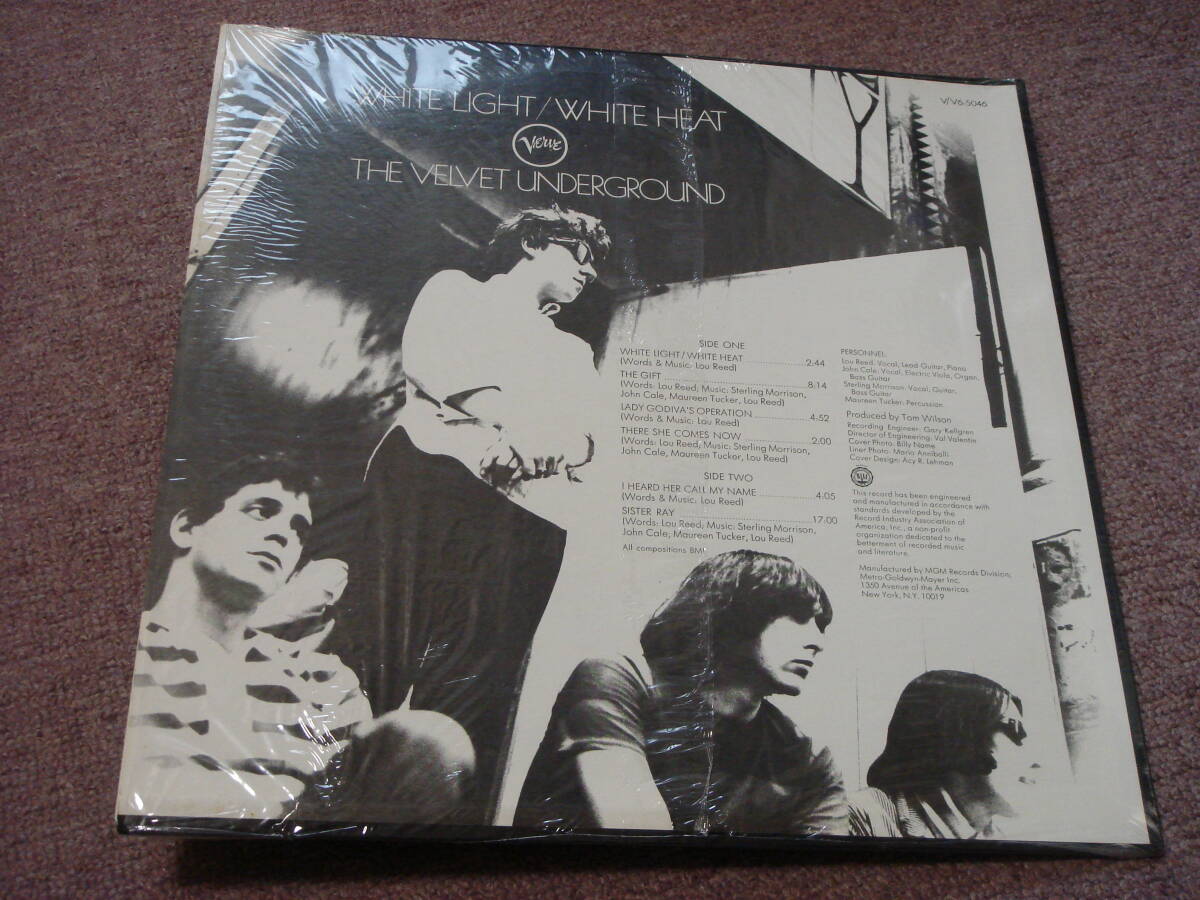 WHITE LIGHT/WHITE HEAT
Verve
THE VELVET UNDERGROUND
V/V6-5046
SIDE ONE
WHITE LIGHT/WHITE HEAT 2:44
(Words & Music: Lou Reed)
THE GIFT 8:14
(Words: Lou Reed; Music: Sterling Morrison,
John Cale, Maureen Tucker, Lou Reed)
LADY GODIVA'S OPERATION 4:52
(Words & Music: Lou Reed)
THERE SHE COMES NOW 2:00
(Words: Lou Reed; Music: Sterling Morrison,
John Cale, Maureen Tucker, Lou Reed)
SIDE TWO
I HEARD HER CALL MY NAME 4:05
(Words & Music: Lou Reed)
SISTER RAY 17:00
(Words: Lou Reed; Music: Sterling Morrison,
John Cale, Maureen Tucker, Lou Reed)
All compositions BMI
PERSONNEL:
Lou Reed: Vocal, Lead Guitar, Piano
John Cale: Vocal, Electric Viola, Organ,
Bass Guitar
Sterling Morrison: Vocal, Guitar,
Bass Guitar
Maureen Tucker: Percussion
Produced by Tom Wilson
Recording Engineer: Gary Kellgren
Director of Engineering: Val Valentin
Cover Photo: Billy Name
Liner Photo: Mario Anniballi
Cover Design: Acy R. Lehman
This record has been engineered
and manufactured in accordance with
standards developed by the
Record Industry Association of
America, Inc., a non-profit
organization dedicated to the
betterment of recorded music
and literature.
Manufactured by MGM Records Division,
Metro-Goldwyn-Mayer Inc.
1350 Avenue of the Americas
New York, N.Y. 10019